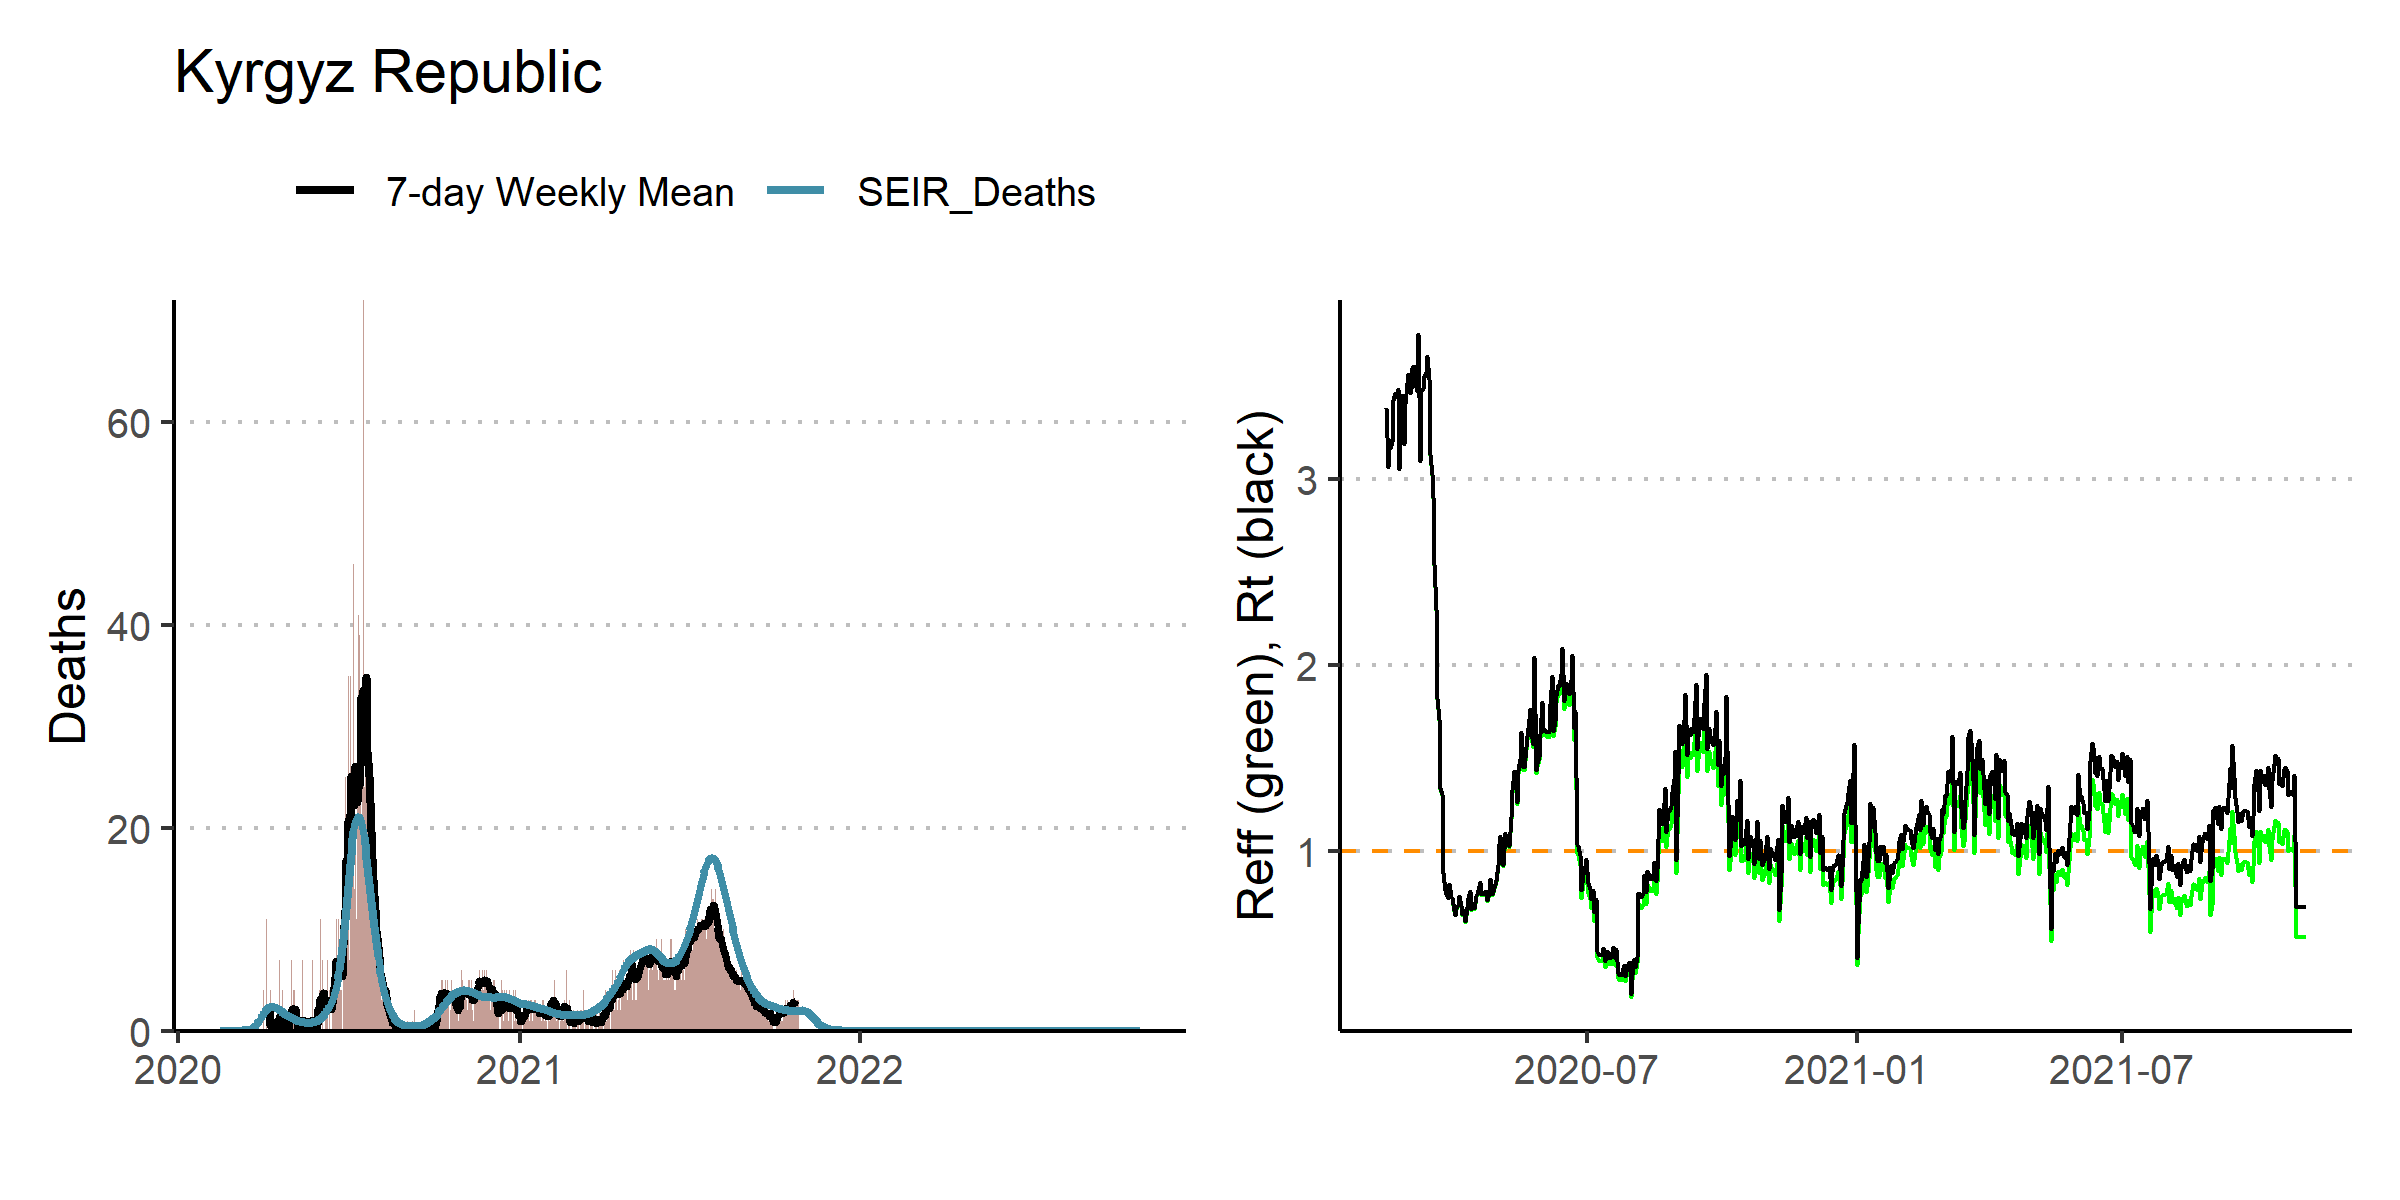 Kyrgyz Republic
7-day Weekly Mean
SEIR_Deaths
Deaths
60
40
20
0
2020
2021
2022
Reff (green), Rt (black)
3
2
1
2020-07
2021-01
2021-07